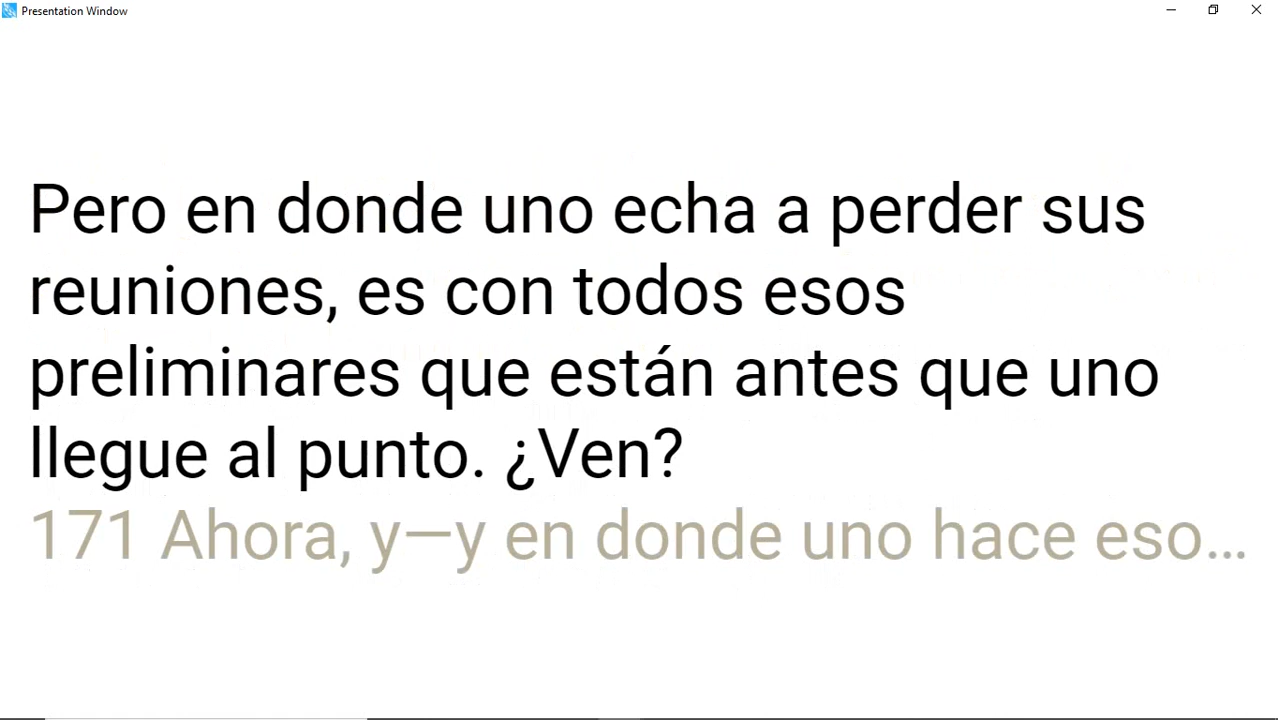 Presentation Window
Pero en donde uno echa a perder sus
reuniones, es con todos esos
preliminares que están antes que uno
llegue al punto. ¿Ven?
171 Ahora, y—y en donde uno hace eso...